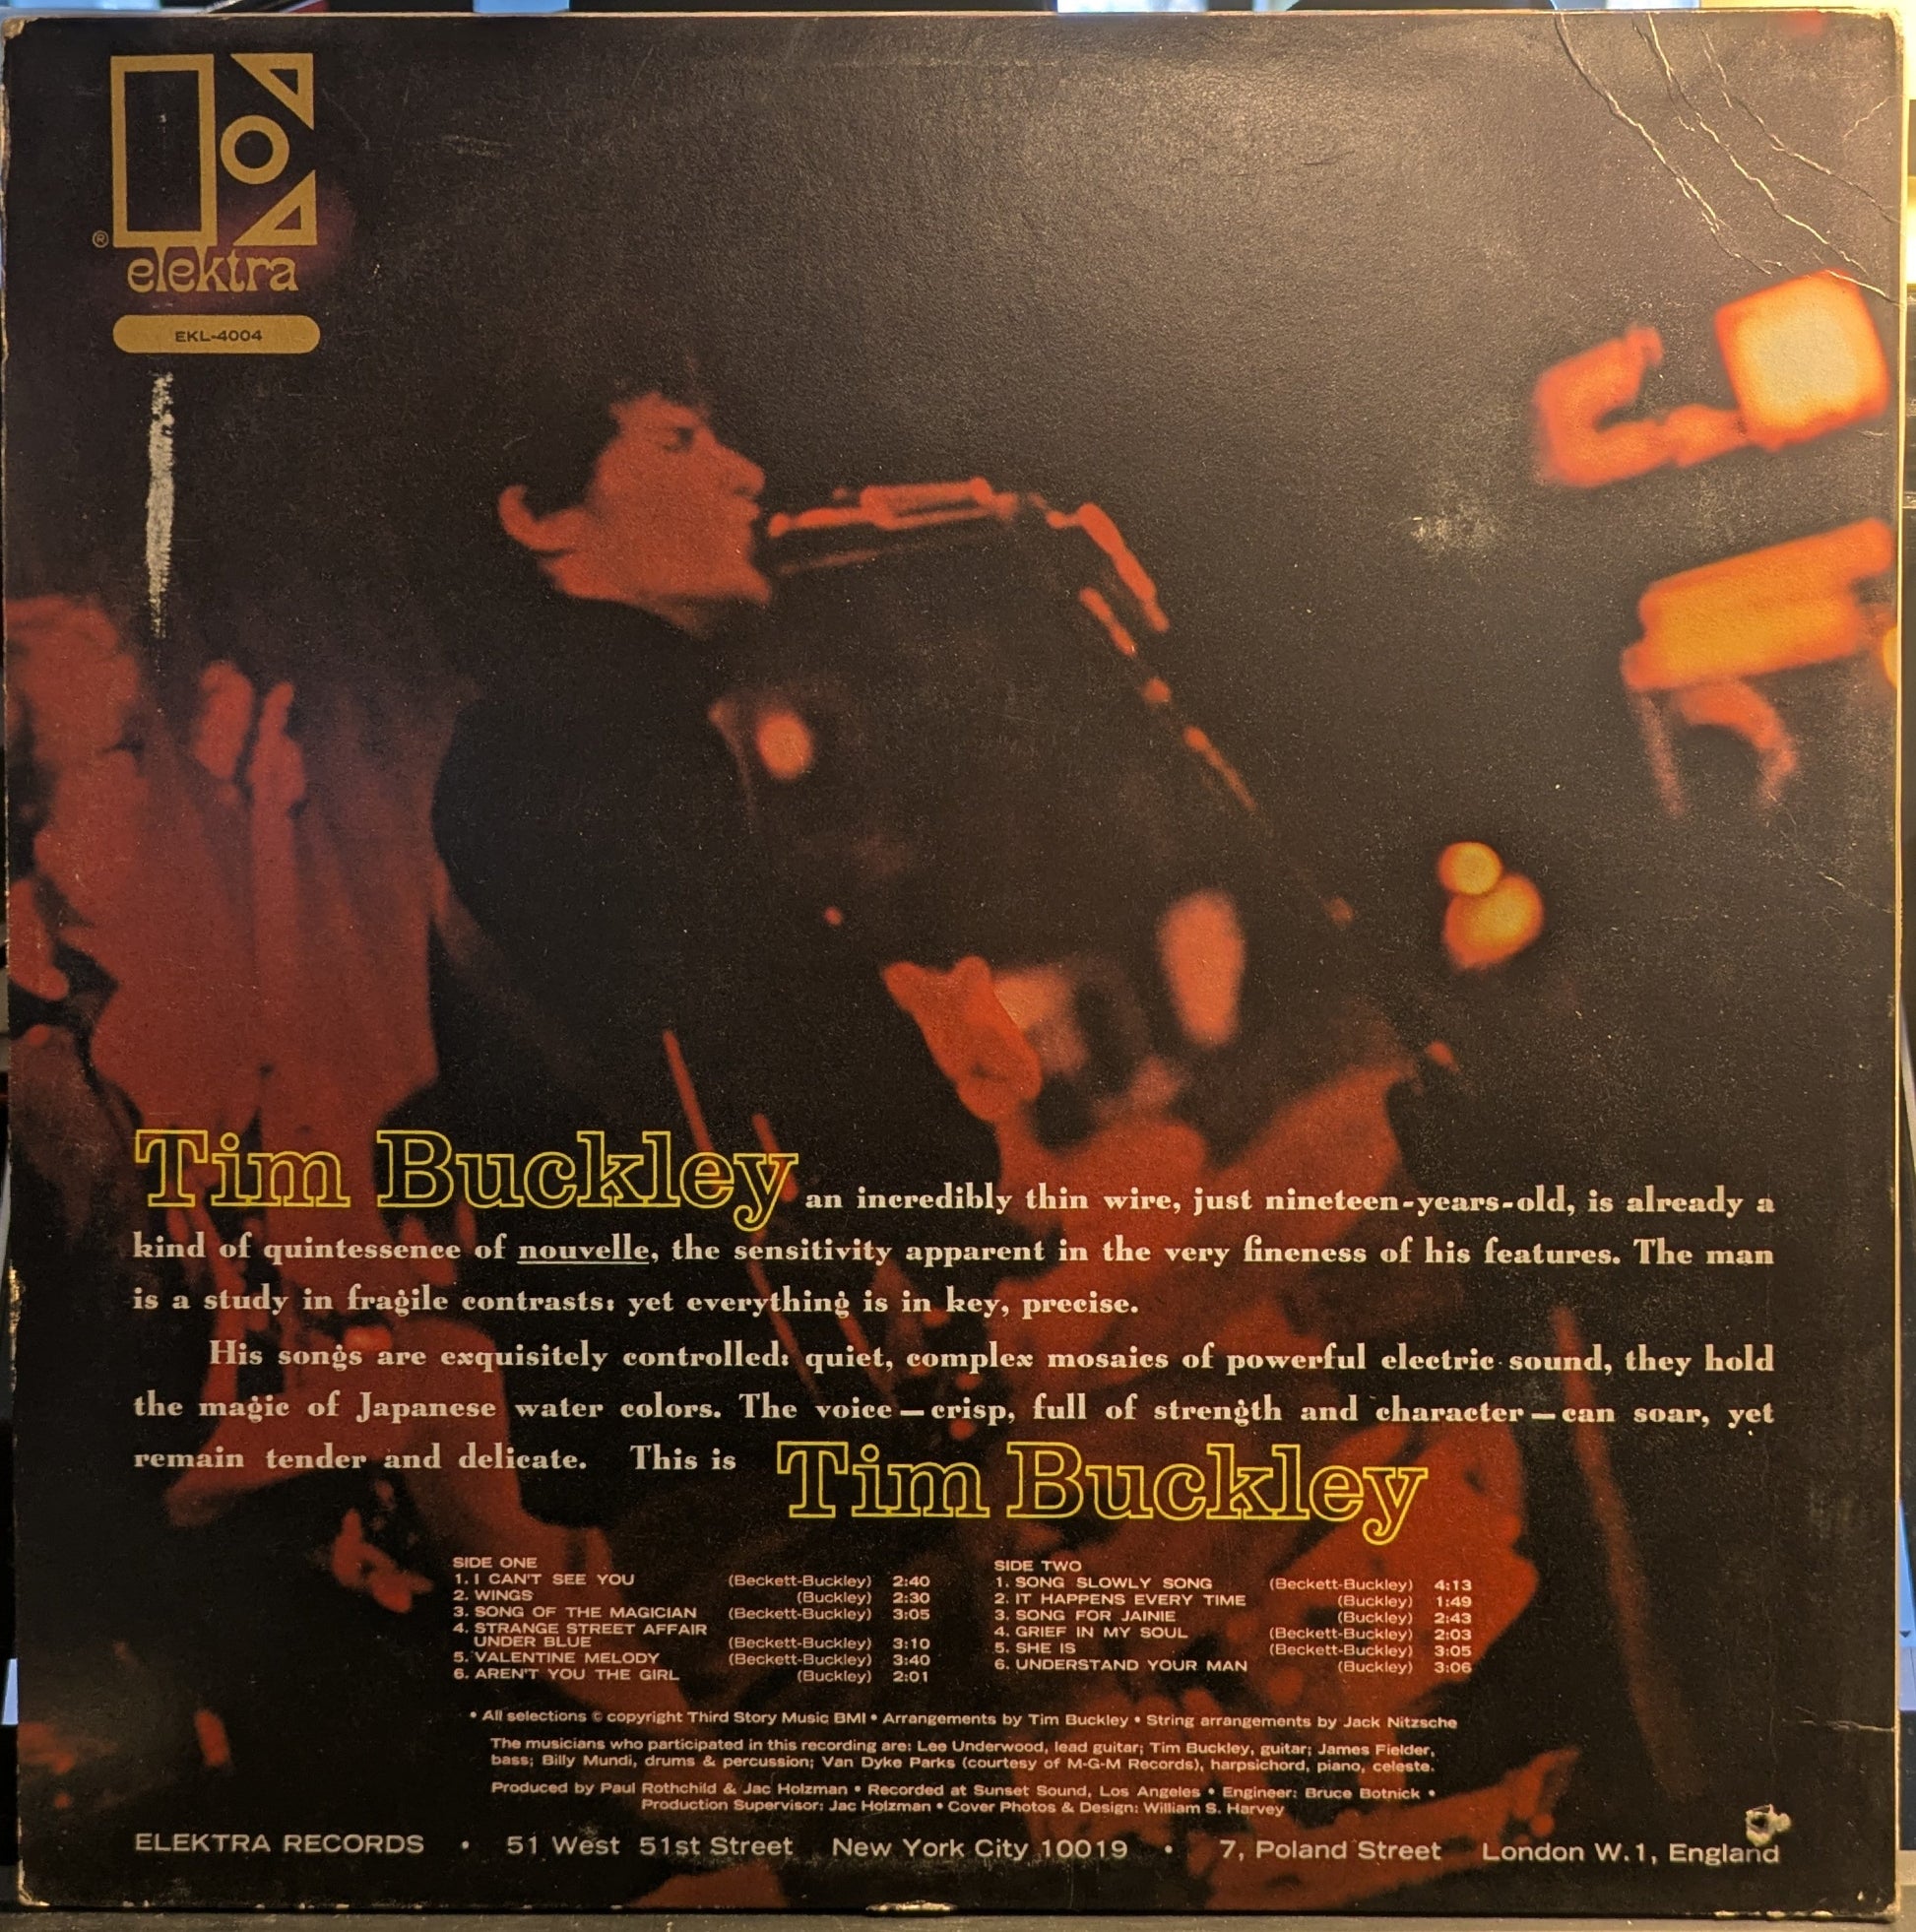 ®
elektra
EKL-4004
Tim Buckley an incredibly thin wire, just nineteen-years-old, is already a
kind of quintessence of nouvelle, the sensitivity apparent in the very fineness of his features. The man
is a study in fragile contrasts: yet everything is in key, precise.
His songs are exquisitely controlled: quiet, complex mosaics of powerful electric sound, they hold
the magic of Japanese water colors. The voice — crisp, full of strength and character — can soar, yet
remain tender and delicate. This is Tim Buckley
SIDE ONE
1. I CAN'T SEE YOU (Beckett-Buckley) 2:40
2. WINGS (Buckley) 2:30
3. SONG OF THE MAGICIAN (Beckett-Buckley) 3:05
4. STRANGE STREET AFFAIR
UNDER BLUE (Beckett-Buckley) 3:10
5. VALENTINE MELODY (Beckett-Buckley) 3:40
6. AREN'T YOU THE GIRL (Buckley) 2:01
SIDE TWO
1. SONG SLOWLY SONG (Beckett-Buckley) 4:13
2. IT HAPPENS EVERY TIME (Buckley) 1:49
3. SONG FOR JAINIE (Buckley) 2:43
4. GRIEF IN MY SOUL (Beckett-Buckley) 2:03
5. SHE IS (Beckett-Buckley) 3:05
6. UNDERSTAND YOUR MAN (Buckley) 3:06
• All selections © copyright Third Story Music BMI • Arrangements by Tim Buckley • String arrangements by Jack Nitzsche
The musicians who participated in this recording are: Lee Underwood, lead guitar; Tim Buckley, guitar; James Fielder,
bass; Billy Mundi, drums & percussion; Van Dyke Parks (courtesy of M-G-M Records), harpsichord, piano, celeste.
Produced by Paul Rothchild & Jac Holzman • Recorded at Sunset Sound, Los Angeles • Engineer: Bruce Botnick •
Production Supervisor: Jac Holzman • Cover Photos & Design: William S. Harvey
ELEKTRA RECORDS • 51 West 51st Street New York City 10019 • 7, Poland Street London W.1, England